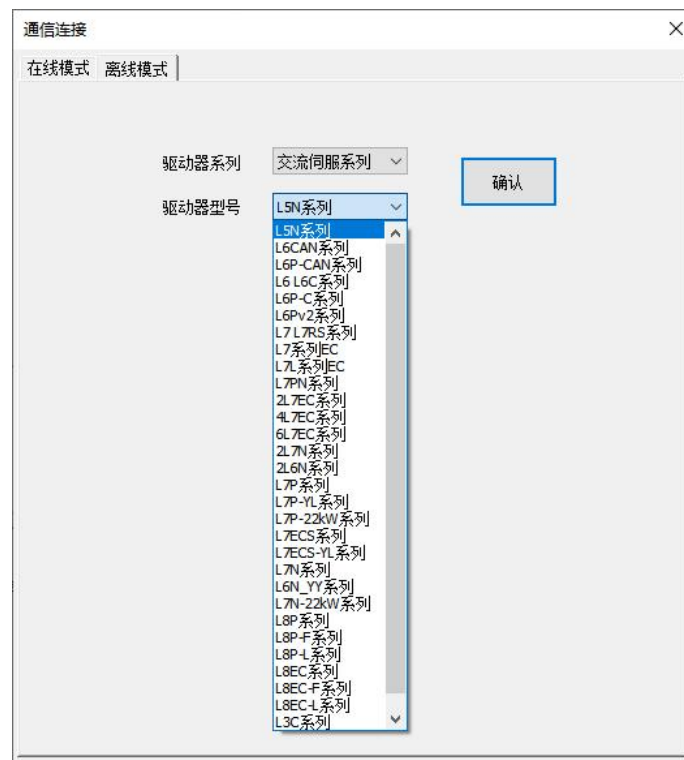 通信连接
在线模式 离线模式
驱动器系列 交流伺服系列
确认
驱动器型号 L5N系列
L5N系列
L6CAN系列
L6P-CAN系列
L6 L6C系列
L6P-C系列
L6Pv2系列
L7 L7RS系列
L7系列EC
L7L系列EC
L7PN系列
2L7EC系列
4L7EC系列
6L7EC系列
2L7N系列
2L6N系列
L7P系列
L7P-YL系列
L7P-22kW系列
L7ECS系列
L7ECS-YL系列
L7N系列
L6N_YY系列
L7N-22kW系列
L8P系列
L8P-F系列
L8P-L系列
L8EC系列
L8EC-F系列
L8EC-L系列
L3C系列